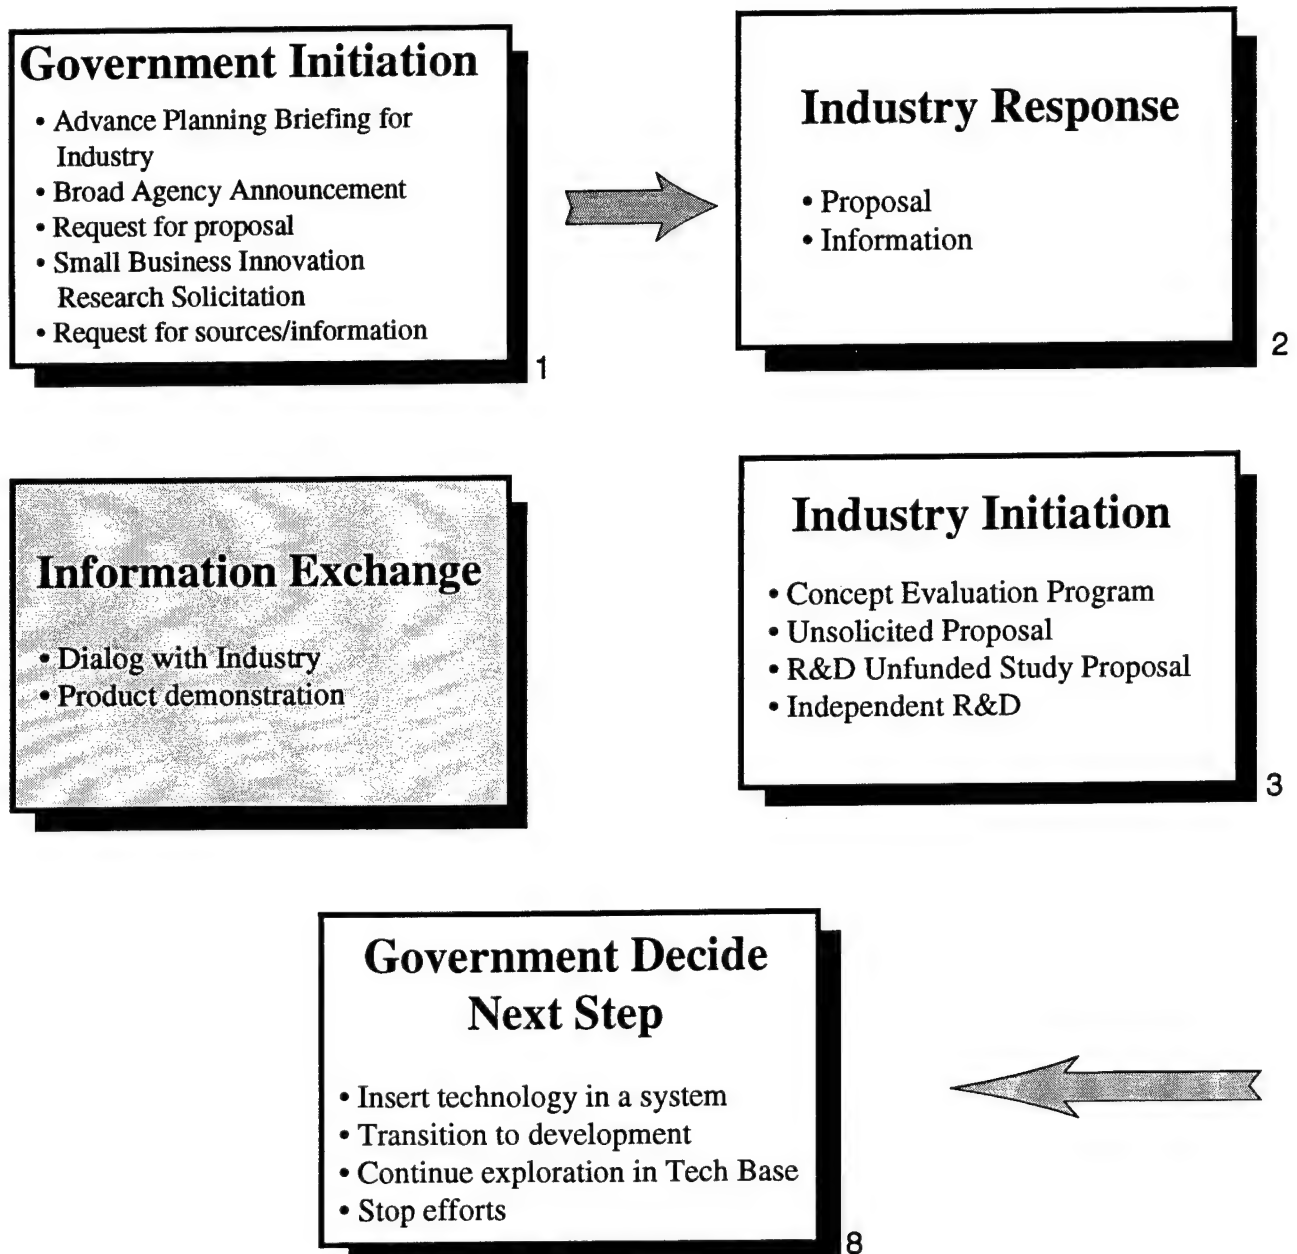 Government Initiation
• Advance Planning Briefing for
Industry
• Broad Agency Announcement
• Request for proposal
• Small Business Innovation
Research Solicitation
• Request for sources/information
1
Industry Response
• Proposal
• Information
2
Information Exchange
• Dialog with Industry
• Product demonstration
Industry Initiation
• Concept Evaluation Program
• Unsolicited Proposal
• R&D Unfunded Study Proposal
• Independent R&D
3
Government Decide
Next Step
• Insert technology in a system
• Transition to development
• Continue exploration in Tech Base
• Stop efforts
8